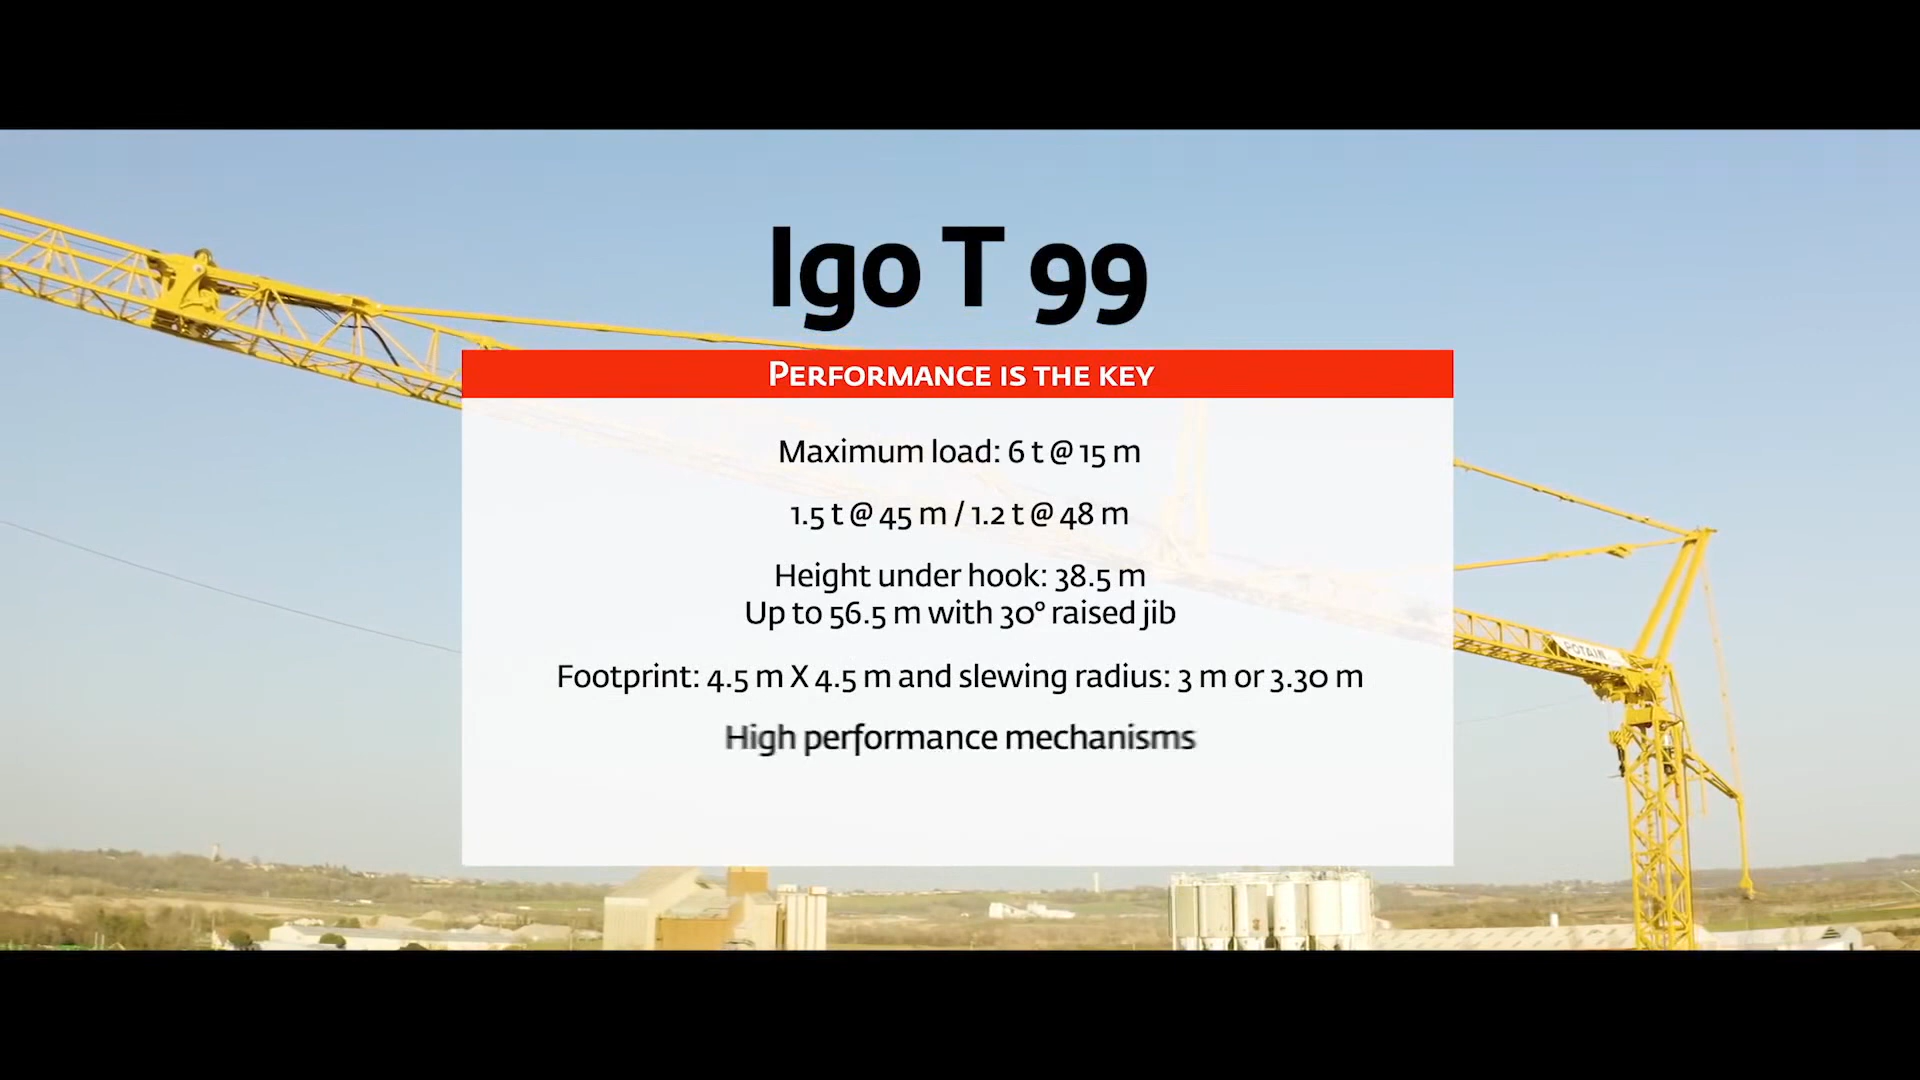 Igo T 99
Performance is the key
Maximum load: 6 t @ 15 m
1.5 t @ 45 m / 1.2 t @ 48 m
Height under hook: 38.5 m
Up to 56.5 m with 30° raised jib
Footprint: 4.5 m X 4.5 m and slewing radius: 3 m or 3.30 m
High performance mechanisms
POTAIN